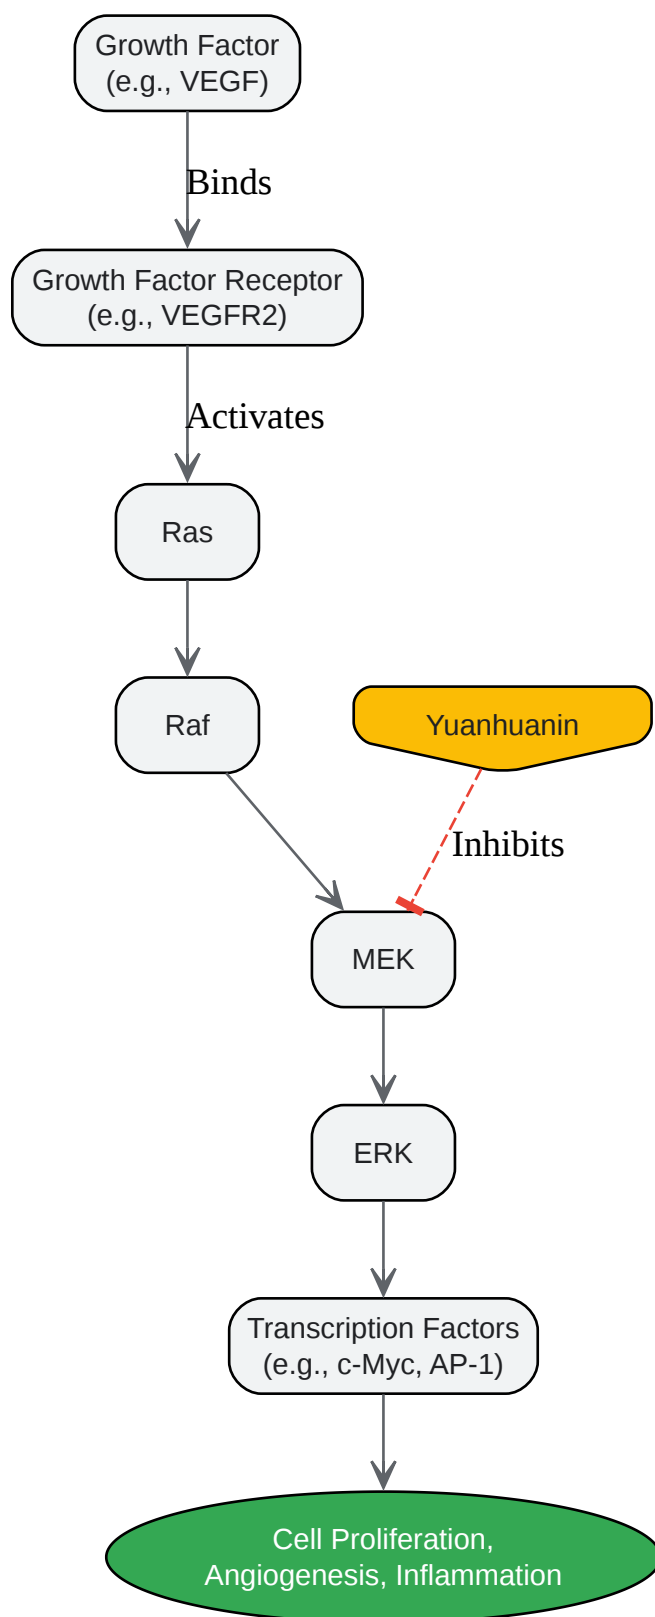 Growth Factor
(e.g., VEGF)
Binds
Growth Factor Receptor
(e.g., VEGFR2)
Activates
Ras
Raf
Yuanhuanin
Inhibits
MEK
ERK
Transcription Factors
(e.g., c-Myc, AP-1)
Cell Proliferation,
Angiogenesis, Inflammation